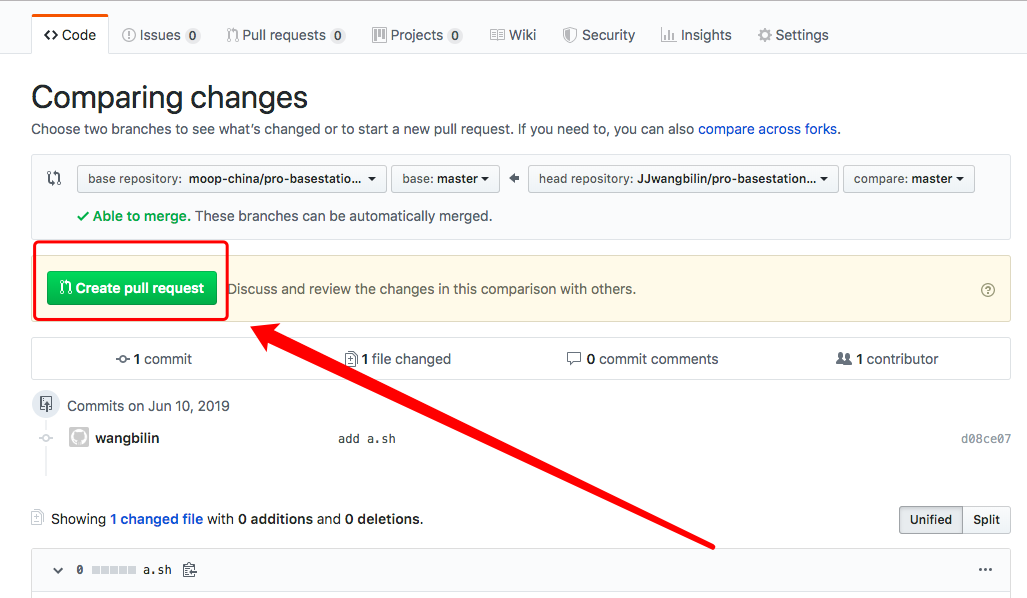 Code Issues 0 Pull requests 0 Projects 0 Wiki Security Insights Settings
Comparing changes
Choose two branches to see what's changed or to start a new pull request. If you need to, you can also compare across forks.
base repository: moop-china/pro-basestatio... base: master head repository: JJwangbilin/pro-basestation... compare: master
Able to merge. These branches can be automatically merged.
Create pull request Discuss and review the changes in this comparison with others.
1 commit 1 file changed 0 commit comments 1 contributor
Commits on Jun 10, 2019
wangbilin add a.sh d08ce07
Showing 1 changed file with 0 additions and 0 deletions. Unified Split
0 a.sh